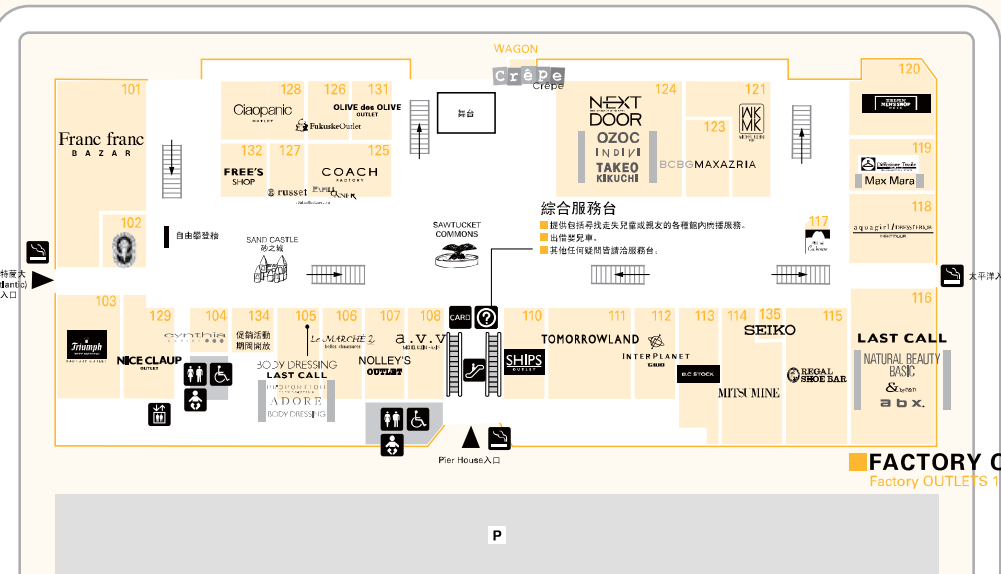 WAGON
Crêpe
Crêpe
101
Franc franc
BAZAR
102
128
Ciaopanic
OUTLET
126
FukuskeOutlet
131
OLIVE des OLIVE
OUTLET
132
FREE'S
SHOP
127
russet
125
COACH
FACTORY
舞台
124
NEXT
DOOR
OZOC
INDIVI
TAKEO
KIKUCHI
123
BCBGMAXAZRIA
121
120
119
Max Mara
118
aquagirl
117
自由攀登牆
SAND CASTLE
砂之城
SAWTUCKET
COMMONS
綜合服務台
提供包括尋找走失兒童或親友的各種館內廣播服務。
出借嬰兒車。
其他任何疑問皆請洽服務台。
lantic)
入口
103
Triumph
129
NICE CLAUP
OUTLET
104
cynthia
134
促銷活動
期間開放
105
BODY DRESSING
LAST CALL
PROPORTION
ADORE
BODY DRESSING
106
Le MARCHÉ 2
107
NOLLEY'S
OUTLET
108
a.v.v
CARD
?
110
SHIPS
OUTLET
111
TOMORROWLAND
112
INTERPLANET
113
B.C STOCK
114
MITSUMINE
135
SEIKO
115
REGAL
SHOE BAR
116
LAST CALL
NATURAL BEAUTY
BASIC
abx.
太平洋入
Pier House入口
FACTORY O
Factory OUTLETS 1
P